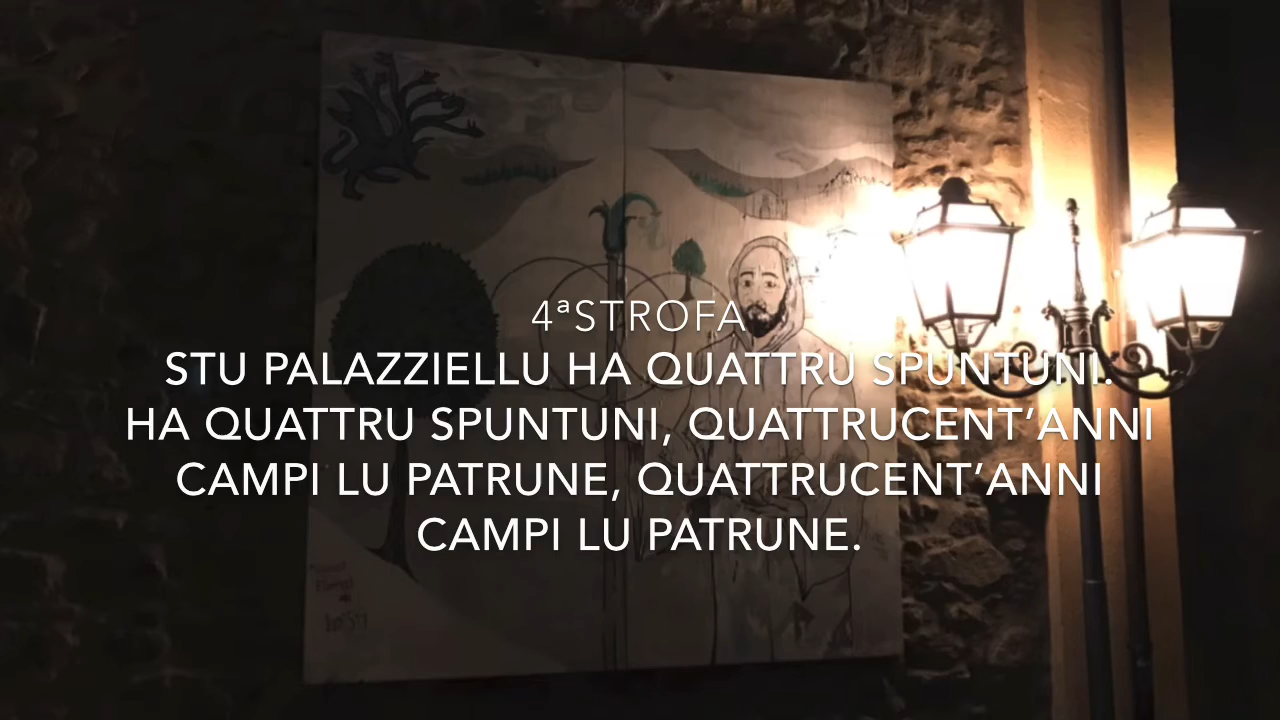 4ªSTROFA
STU PALAZZIELLU HA QUATTRU SPUNTUNI.
HA QUATTRU SPUNTUNI, QUATTRUCENT’ANNI
CAMPI LU PATRUNE, QUATTRUCENT’ANNI
CAMPI LU PATRUNE.